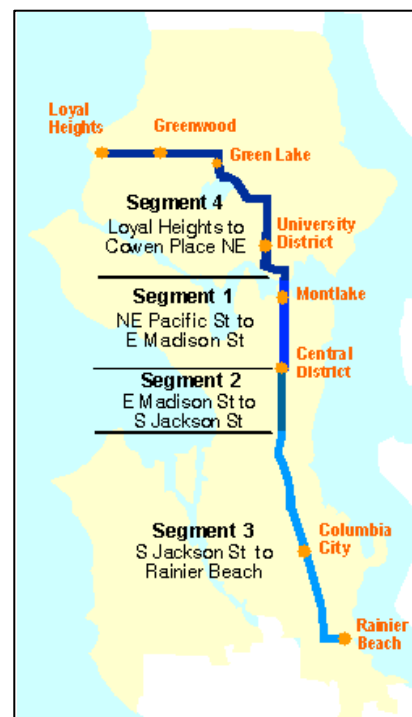 Loyal
Heights
Greenwood
Green Lake
Segment 4
Loyal Heights to
Cowen Place NE
University
District
Segment 1
NE Pacific St to
E Madison St
Montlake
Central
District
Segment 2
E Madison St to
S Jackson St
Segment 3
S Jackson St to
Rainier Beach
Columbia
City
Rainier
Beach